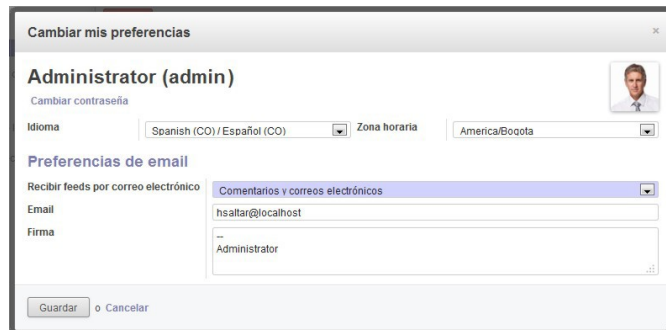 Cambiar mis preferencias ×
Administrator (admin)
Cambiar contraseña
Idioma Spanish (CO) / Español (CO) Zona horaria America/Bogota
Preferencias de email
Recibir feeds por correo electrónico Comentarios y correos electrónicos
Email hsaltar@localhost
Firma --
Administrator
Guardar o Cancelar